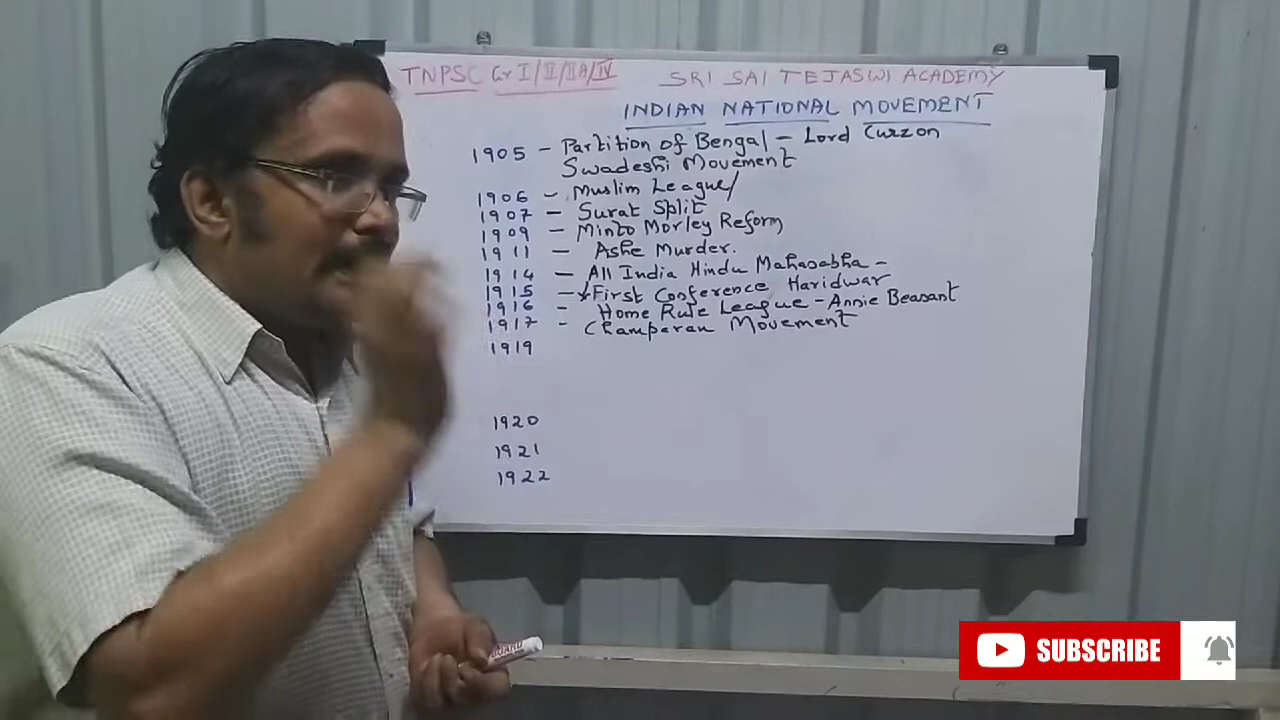 TNPSC Gr I/II/IIA/IV SRI SAI TEJASWI ACADEMY
INDIAN NATIONAL MOVEMENT
1905 - Partition of Bengal - Lord Curzon
Swadeshi Movement
1906 - Muslim League/
1907 - Surat Split
1909 - Minto Morley Reform
1911 - Ashe Murder.
1914 - All India Hindu Mahasabha -
1915 - First Conference Haridwar
1916 - Home Rule League - Annie Beasant
1917 - Champaran Movement
1919
1920
1921
1922
SUBSCRIBE